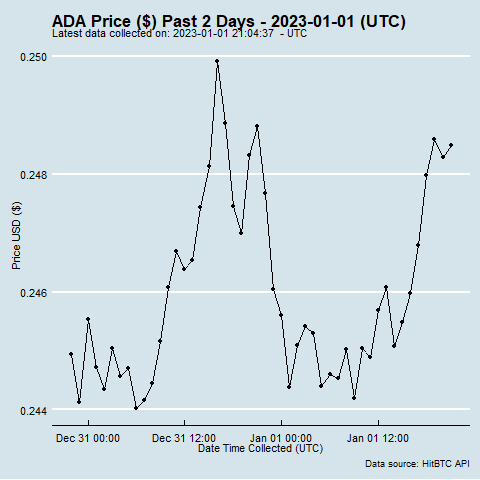 ADA Price ($) Past 2 Days - 2023-01-01 (UTC)
Latest data collected on: 2023-01-01 21:04:37 - UTC
0.250
0.248
0.246
0.244
Price USD ($)
Dec 31 00:00 Dec 31 12:00 Jan 01 00:00 Jan 01 12:00
Date Time Collected (UTC)
Data source: HitBTC API